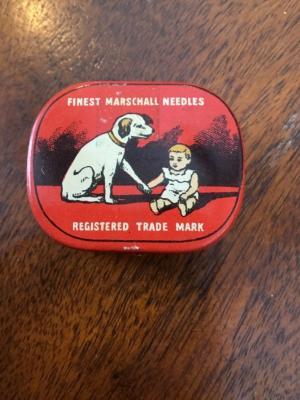 FINEST MARSCHALL NEEDLES
REGISTERED TRADE MARK